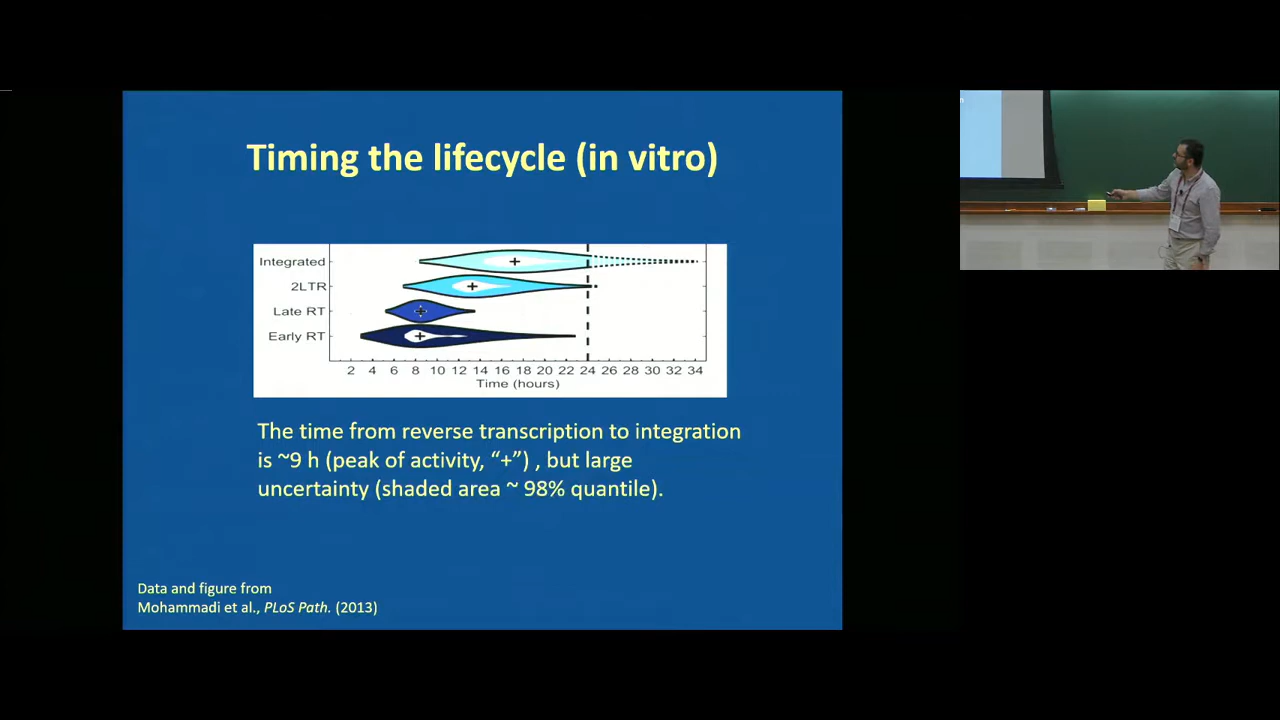 Timing the lifecycle (in vitro)
Integrated
2LTR
Late RT
Early RT
2 4 6 8 10 12 14 16 18 20 22 24 26 28 30 32 34
Time (hours)
The time from reverse transcription to integration
is ~9 h (peak of activity, “+”) , but large
uncertainty (shaded area ~ 98% quantile).
Data and figure from
Mohammadi et al., PLoS Path. (2013)